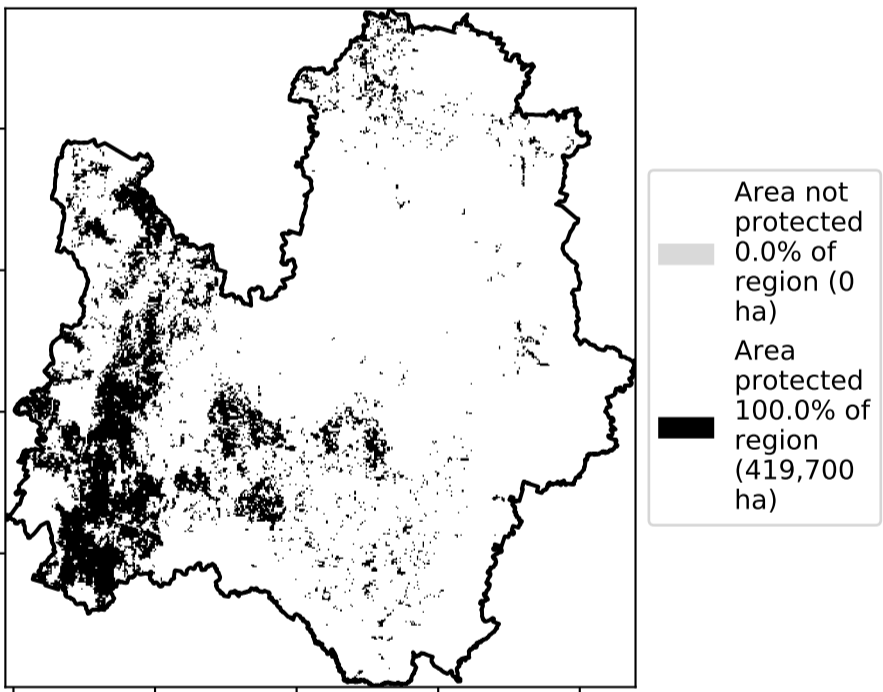 Area not
protected
0.0% of
region (0
ha)
Area
protected
100.0% of
region
(419,700
ha)